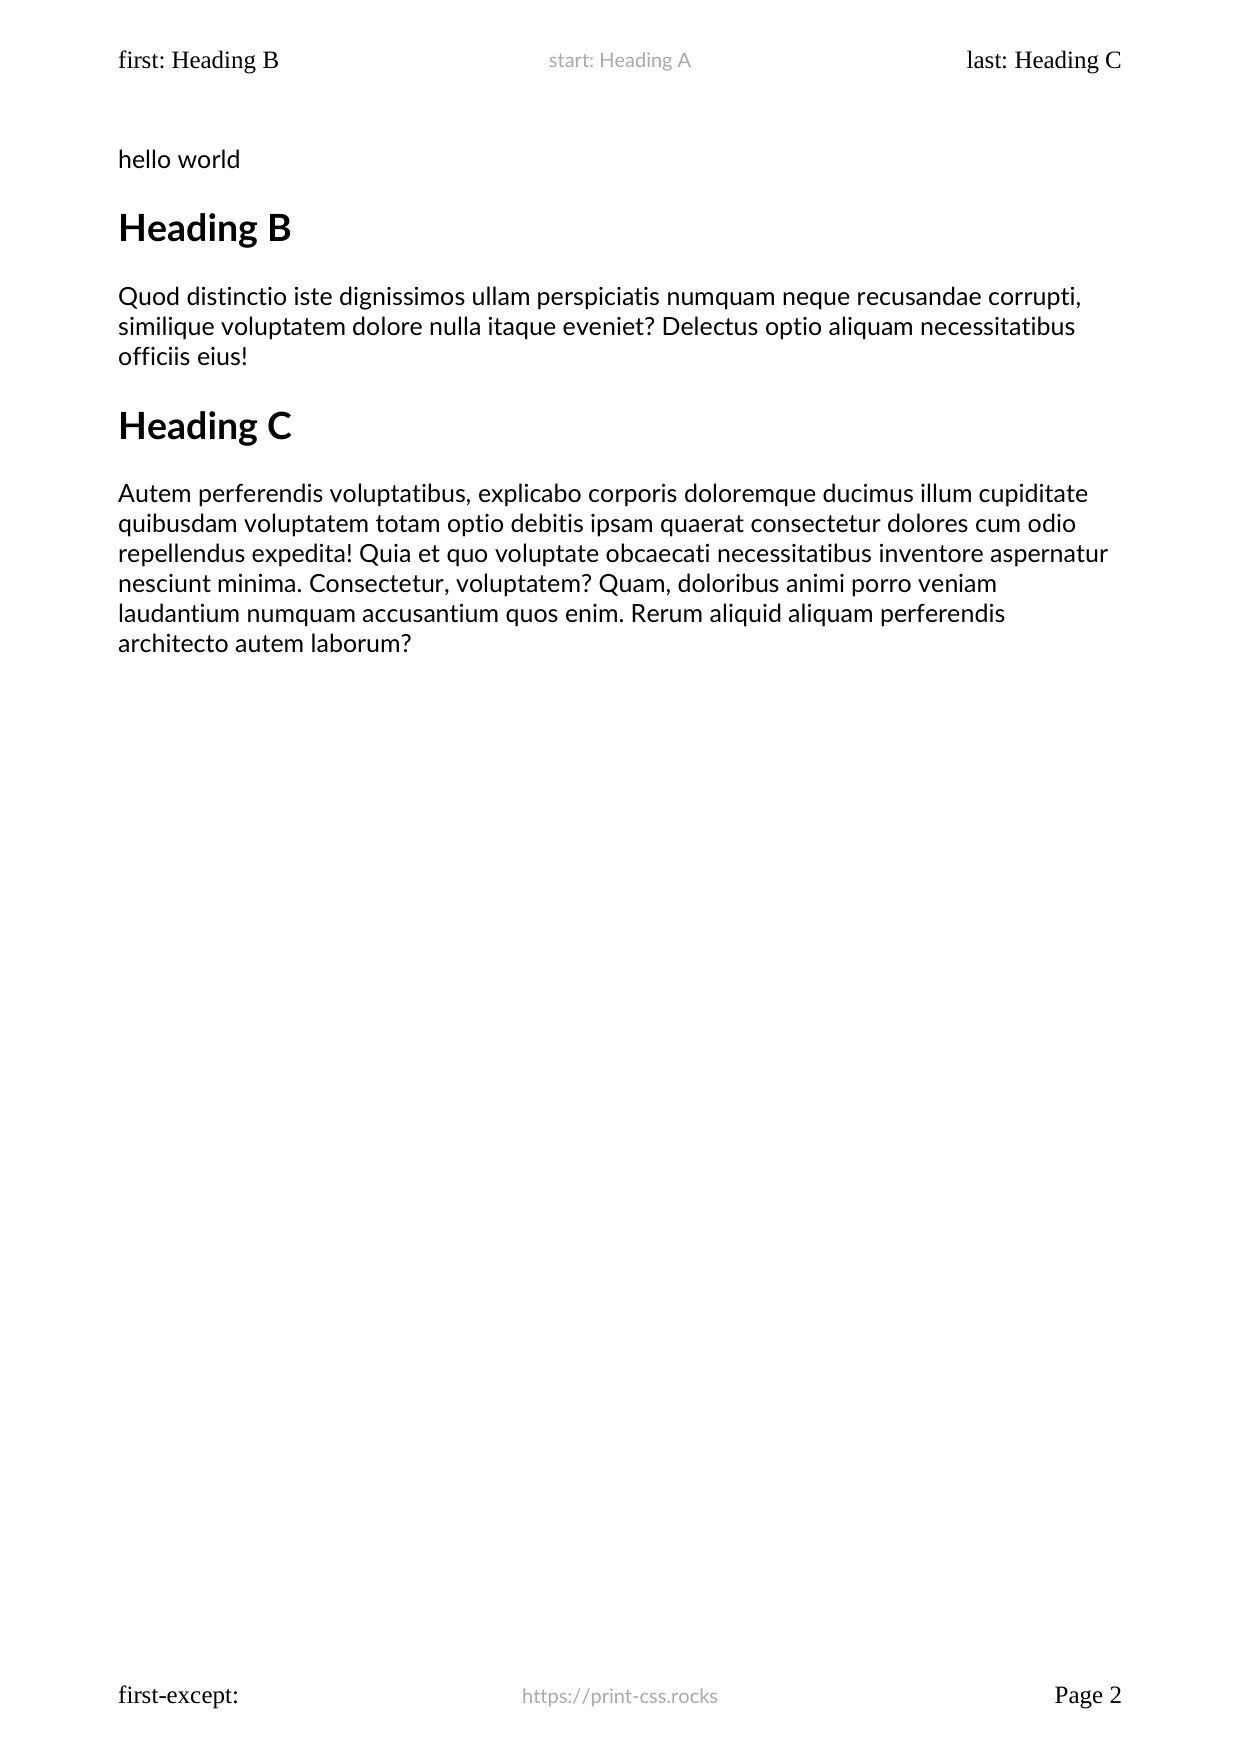 first: Heading B start: Heading A last: Heading C
hello world
Heading B
Quod distinctio iste dignissimos ullam perspiciatis numquam neque recusandae corrupti,
similique voluptatem dolore nulla itaque eveniet? Delectus optio aliquam necessitatibus
officiis eius!
Heading C
Autem perferendis voluptatibus, explicabo corporis doloremque ducimus illum cupiditate
quibusdam voluptatem totam optio debitis ipsam quaerat consectetur dolores cum odio
repellendus expedita! Quia et quo voluptate obcaecati necessitatibus inventore aspernatur
nesciunt minima. Consectetur, voluptatem? Quam, doloribus animi porro veniam
laudantium numquam accusantium quos enim. Rerum aliquid aliquam perferendis
architecto autem laborum?
first-except: https://print-css.rocks Page 2